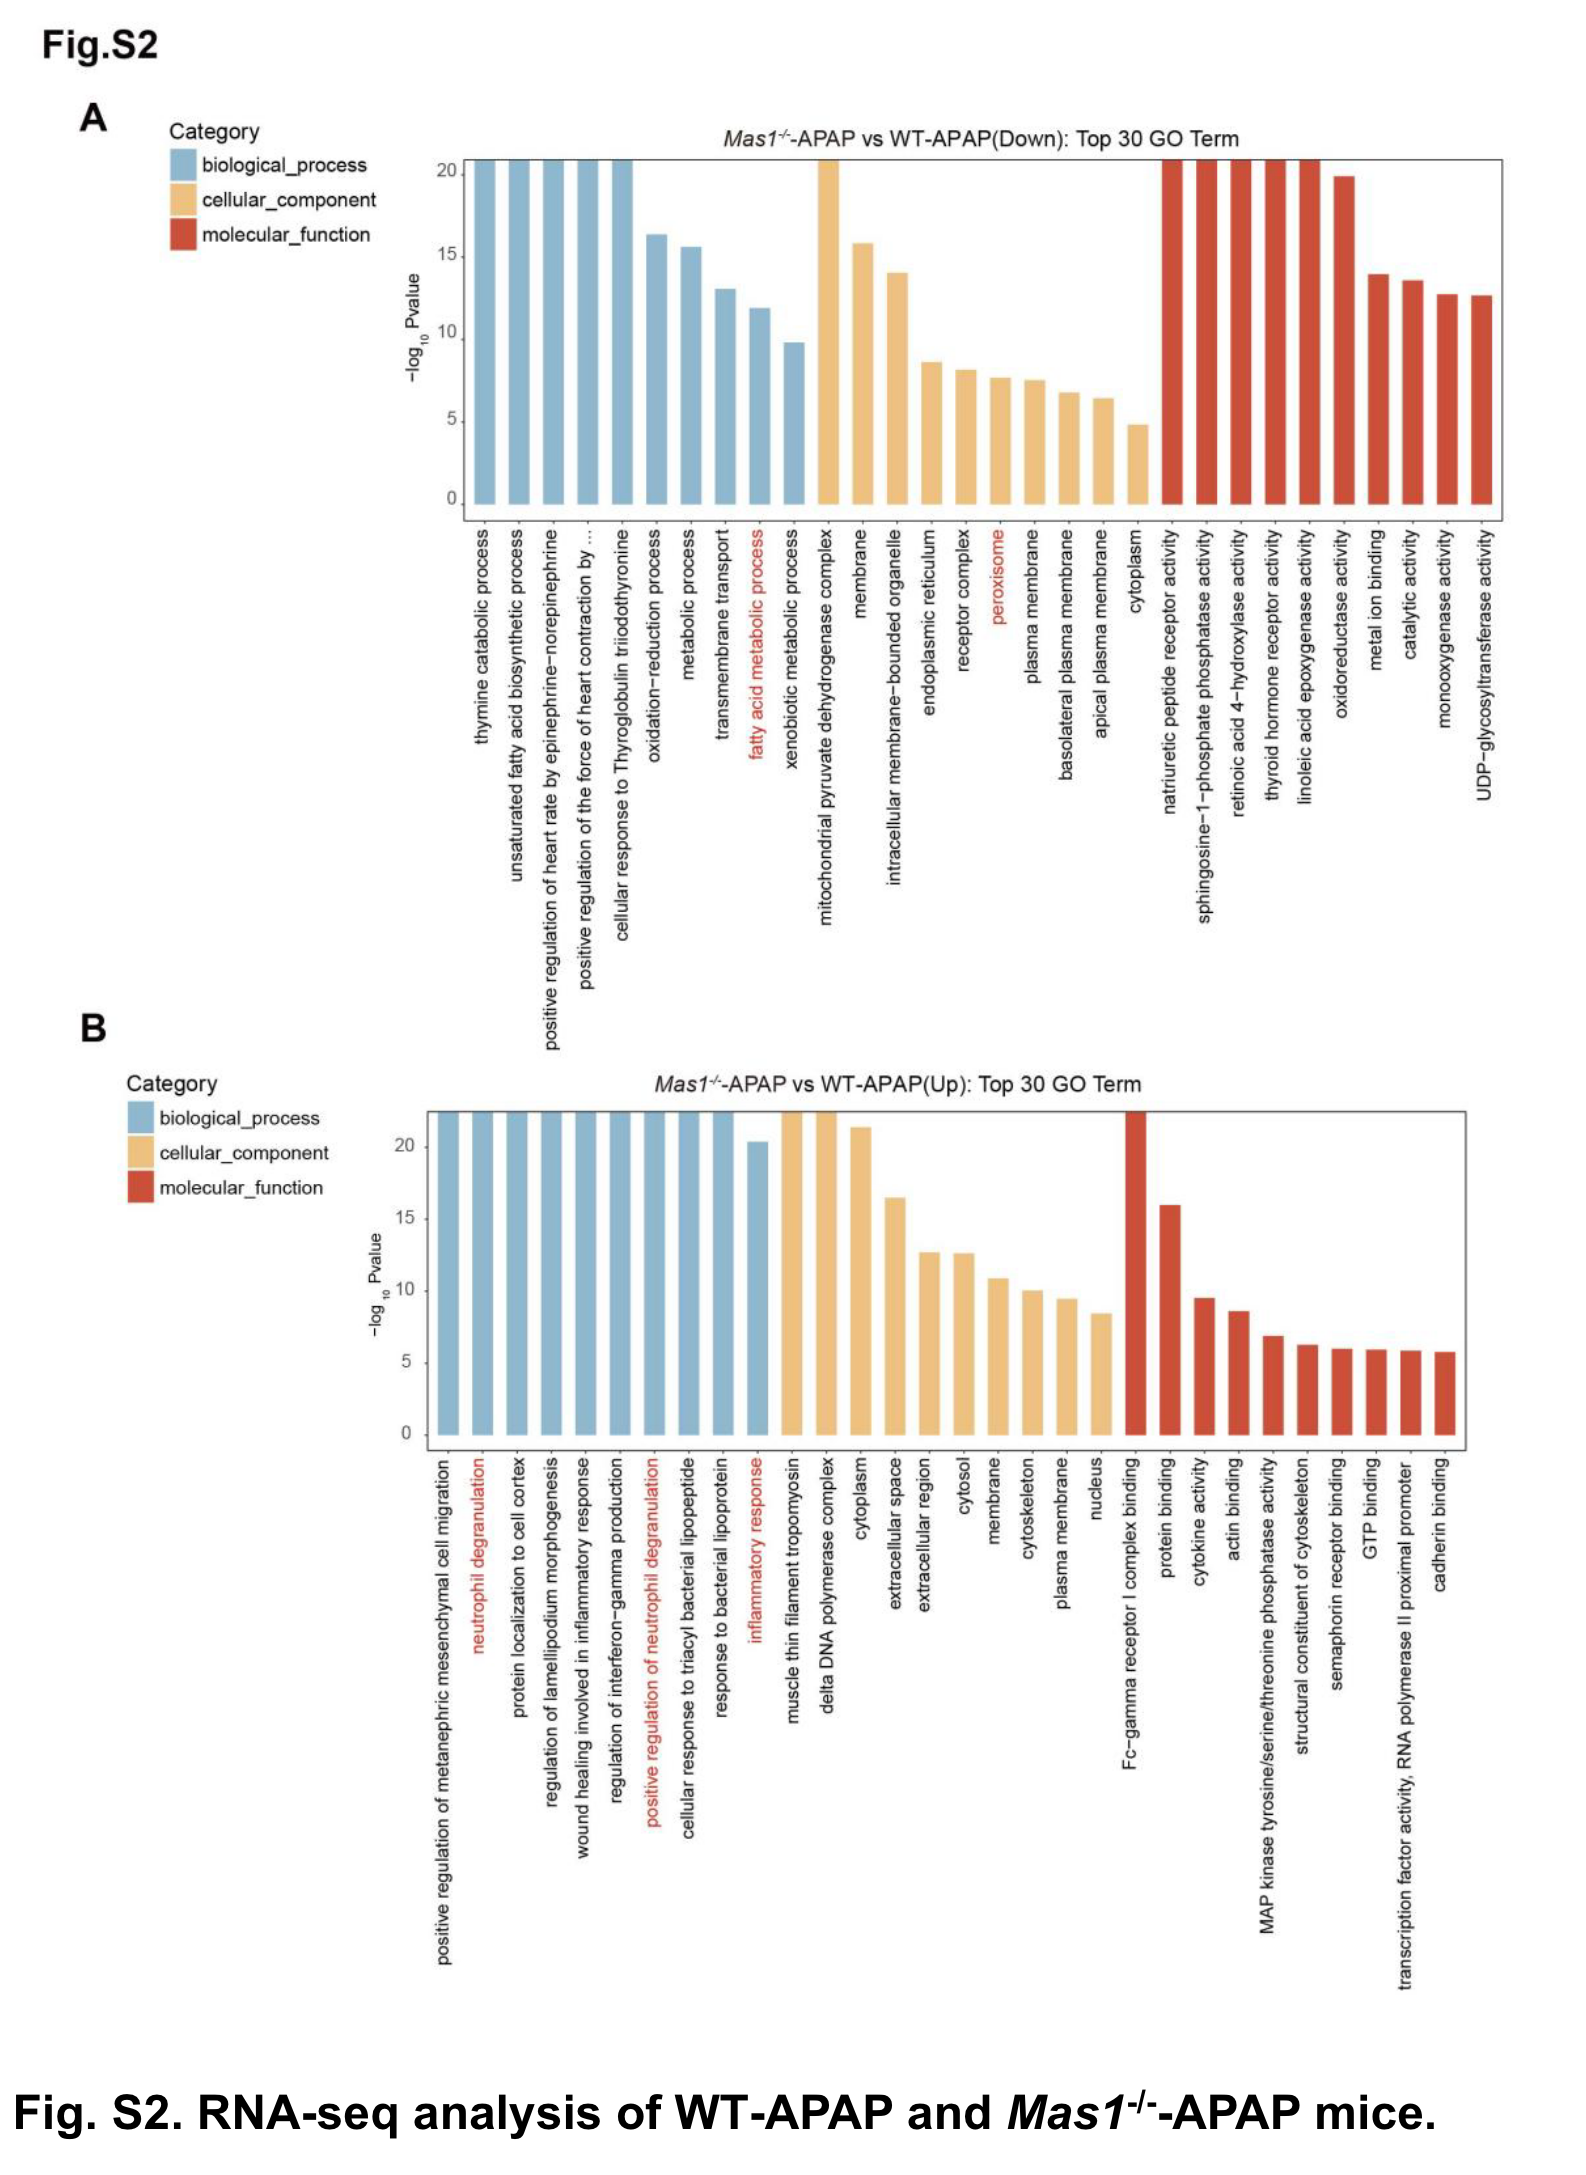 Fig.S2
A
Category
biological_process
cellular_component
molecular_function
Mas1-/--APAP vs WT-APAP(Down): Top 30 GO Term
−log10 Pvalue
20
15
10
5
0
thymine catabolic process
unsaturated fatty acid biosynthetic process
positive regulation of heart rate by epinephrine−norepinephrine
positive regulation of the force of heart contraction by ...
cellular response to Thyroglobulin triiodothyronine
oxidation−reduction process
metabolic process
transmembrane transport
fatty acid metabolic process
xenobiotic metabolic process
mitochondrial pyruvate dehydrogenase complex
membrane
intracellular membrane−bounded organelle
endoplasmic reticulum
receptor complex
peroxisome
plasma membrane
basolateral plasma membrane
apical plasma membrane
cytoplasm
natriuretic peptide receptor activity
sphingosine−1−phosphate phosphatase activity
retinoic acid 4−hydroxylase activity
thyroid hormone receptor activity
linoleic acid epoxygenase activity
oxidoreductase activity
metal ion binding
catalytic activity
monooxygenase activity
UDP−glycosyltransferase activity
B
Category
biological_process
cellular_component
molecular_function
Mas1-/--APAP vs WT-APAP(Up): Top 30 GO Term
−log 10 Pvalue
20
15
10
5
0
positive regulation of metanephric mesenchymal cell migration
neutrophil degranulation
protein localization to cell cortex
regulation of lamellipodium morphogenesis
wound healing involved in inflammatory response
regulation of interferon−gamma production
positive regulation of neutrophil degranulation
cellular response to triacyl bacterial lipopeptide
response to bacterial lipoprotein
inflammatory response
muscle thin filament tropomyosin
delta DNA polymerase complex
cytoplasm
extracellular space
extracellular region
cytosol
membrane
cytoskeleton
plasma membrane
nucleus
Fc−gamma receptor I complex binding
protein binding
cytokine activity
actin binding
MAP kinase tyrosine/serine/threonine phosphatase activity
structural constituent of cytoskeleton
semaphorin receptor binding
GTP binding
transcription factor activity, RNA polymerase II proximal promoter
cadherin binding
Fig. S2. RNA-seq analysis of WT-APAP and Mas1-/--APAP mice.